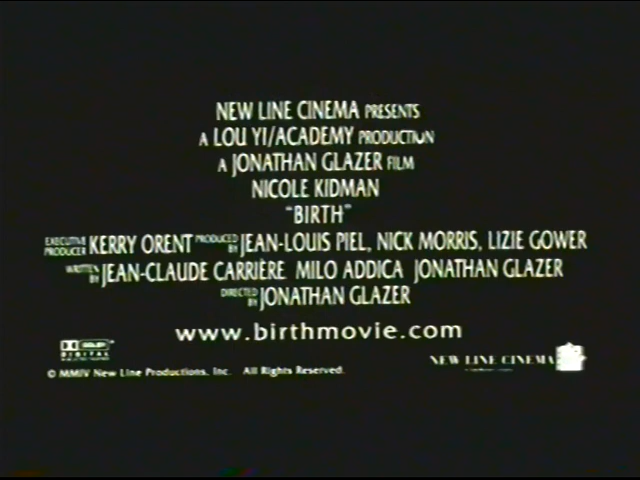 NEW LINE CINEMA PRESENTS
A LOU YI/ACADEMY PRODUCTION
A JONATHAN GLAZER FILM
NICOLE KIDMAN
"BIRTH"
EXECUTIVE PRODUCER KERRY ORENT PRODUCED BY JEAN-LOUIS PIEL, NICK MORRIS, LIZIE GOWER
WRITTEN BY JEAN-CLAUDE CARRIÈRE MILO ADDICA JONATHAN GLAZER
DIRECTED BY JONATHAN GLAZER
www.birthmovie.com
DOLBY DIGITAL
NEW LINE CINEMA
© MMIV New Line Productions, Inc. All Rights Reserved.